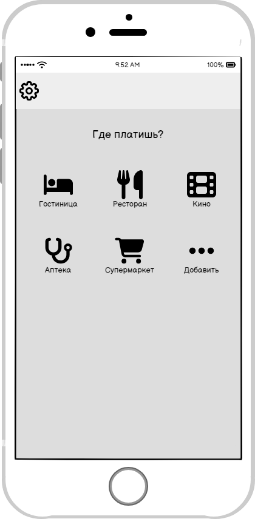 9:52 AM
100%
Где платишь?
Гостиница
Ресторан
Кино
Аптека
Супермаркет
Добавить